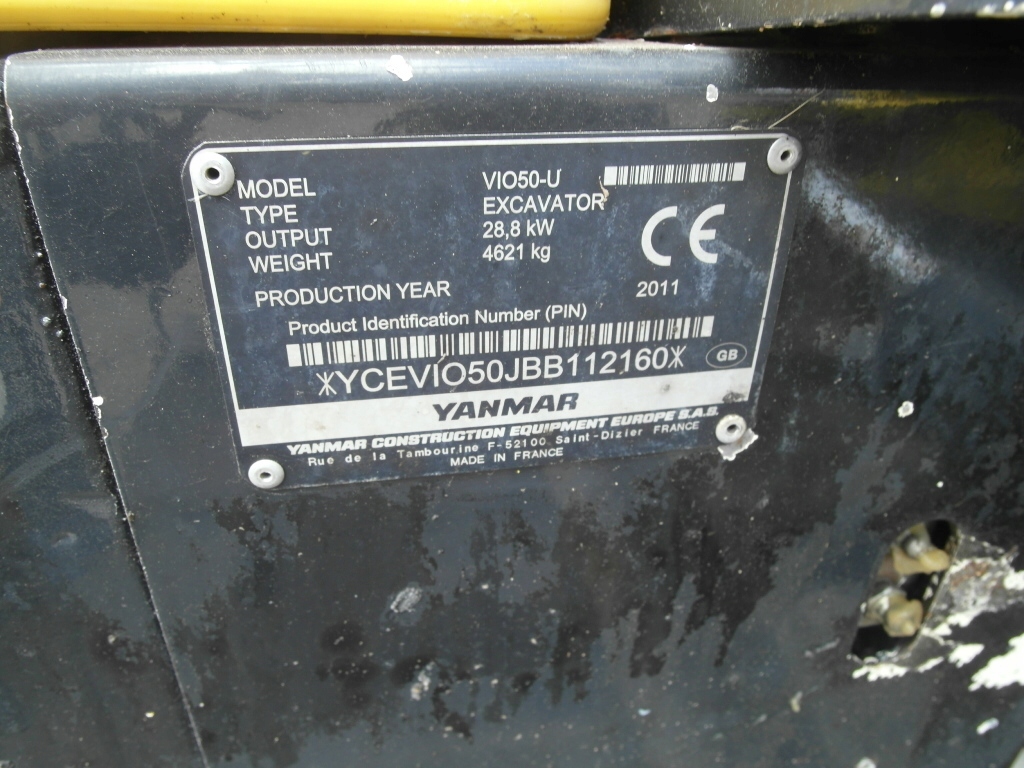 MODEL VIO50-U
TYPE EXCAVATOR
OUTPUT 28,8 kW
WEIGHT 4621 kg
CE
PRODUCTION YEAR 2011
Product Identification Number (PIN)
*YCEVIO50JBB112160*
GB
YANMAR
YANMAR CONSTRUCTION EQUIPMENT EUROPE S.A.S.
Rue de la Tambourine F-52100 Saint-Dizier FRANCE
MADE IN FRANCE